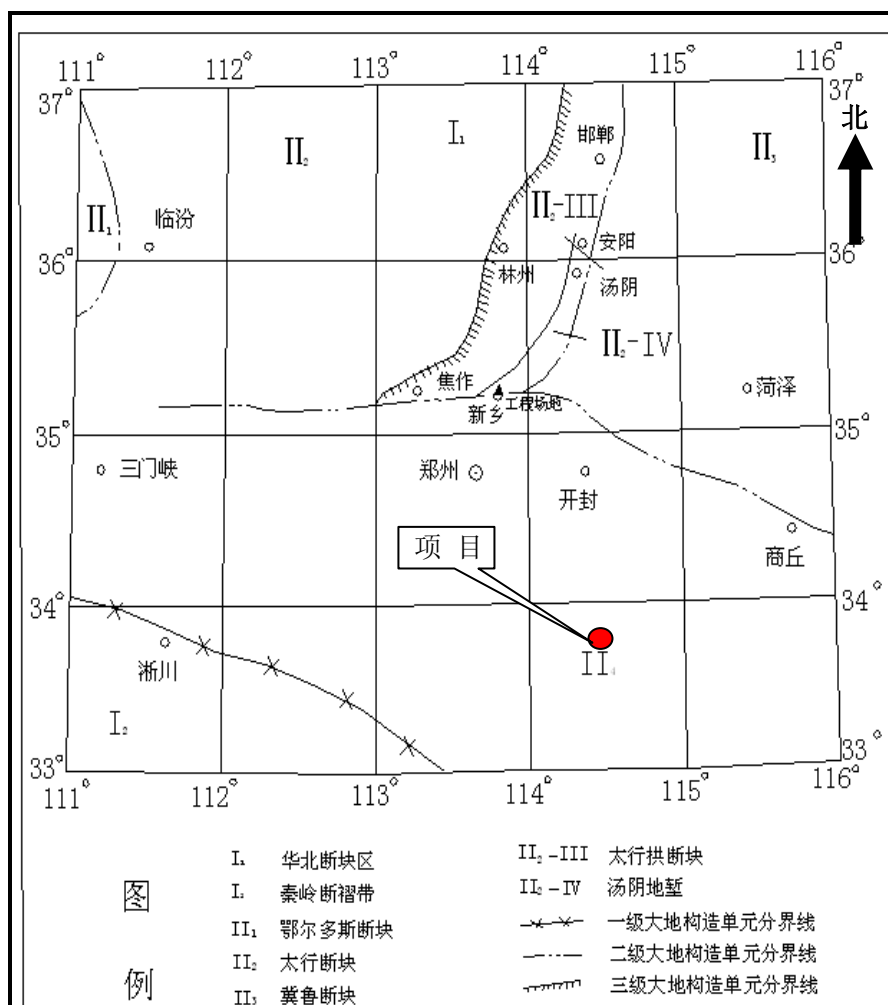 111° 112° 113° 114° 115° 116°
37° 37°
北
I₁
邯郸
II₂
II₃
II₁
临汾
II₂-III
安阳
36° 36°
林州
汤阴
II₂-IV
焦作
菏泽
新乡 工程场地
35° 35°
三门峡
郑州
开封
商丘
项 目
34° 34°
淅川
II₄
I₂
33° 33°
111° 112° 113° 114° 115° 116°
图
例
I₁ 华北断块区
I₂ 秦岭断褶带
II₁ 鄂尔多斯断块
II₂ 太行断块
II₃ 冀鲁断块
II₂-III 太行拱断块
II₂-IV 汤阴地堑
一级大地构造单元分界线
二级大地构造单元分界线
三级大地构造单元分界线